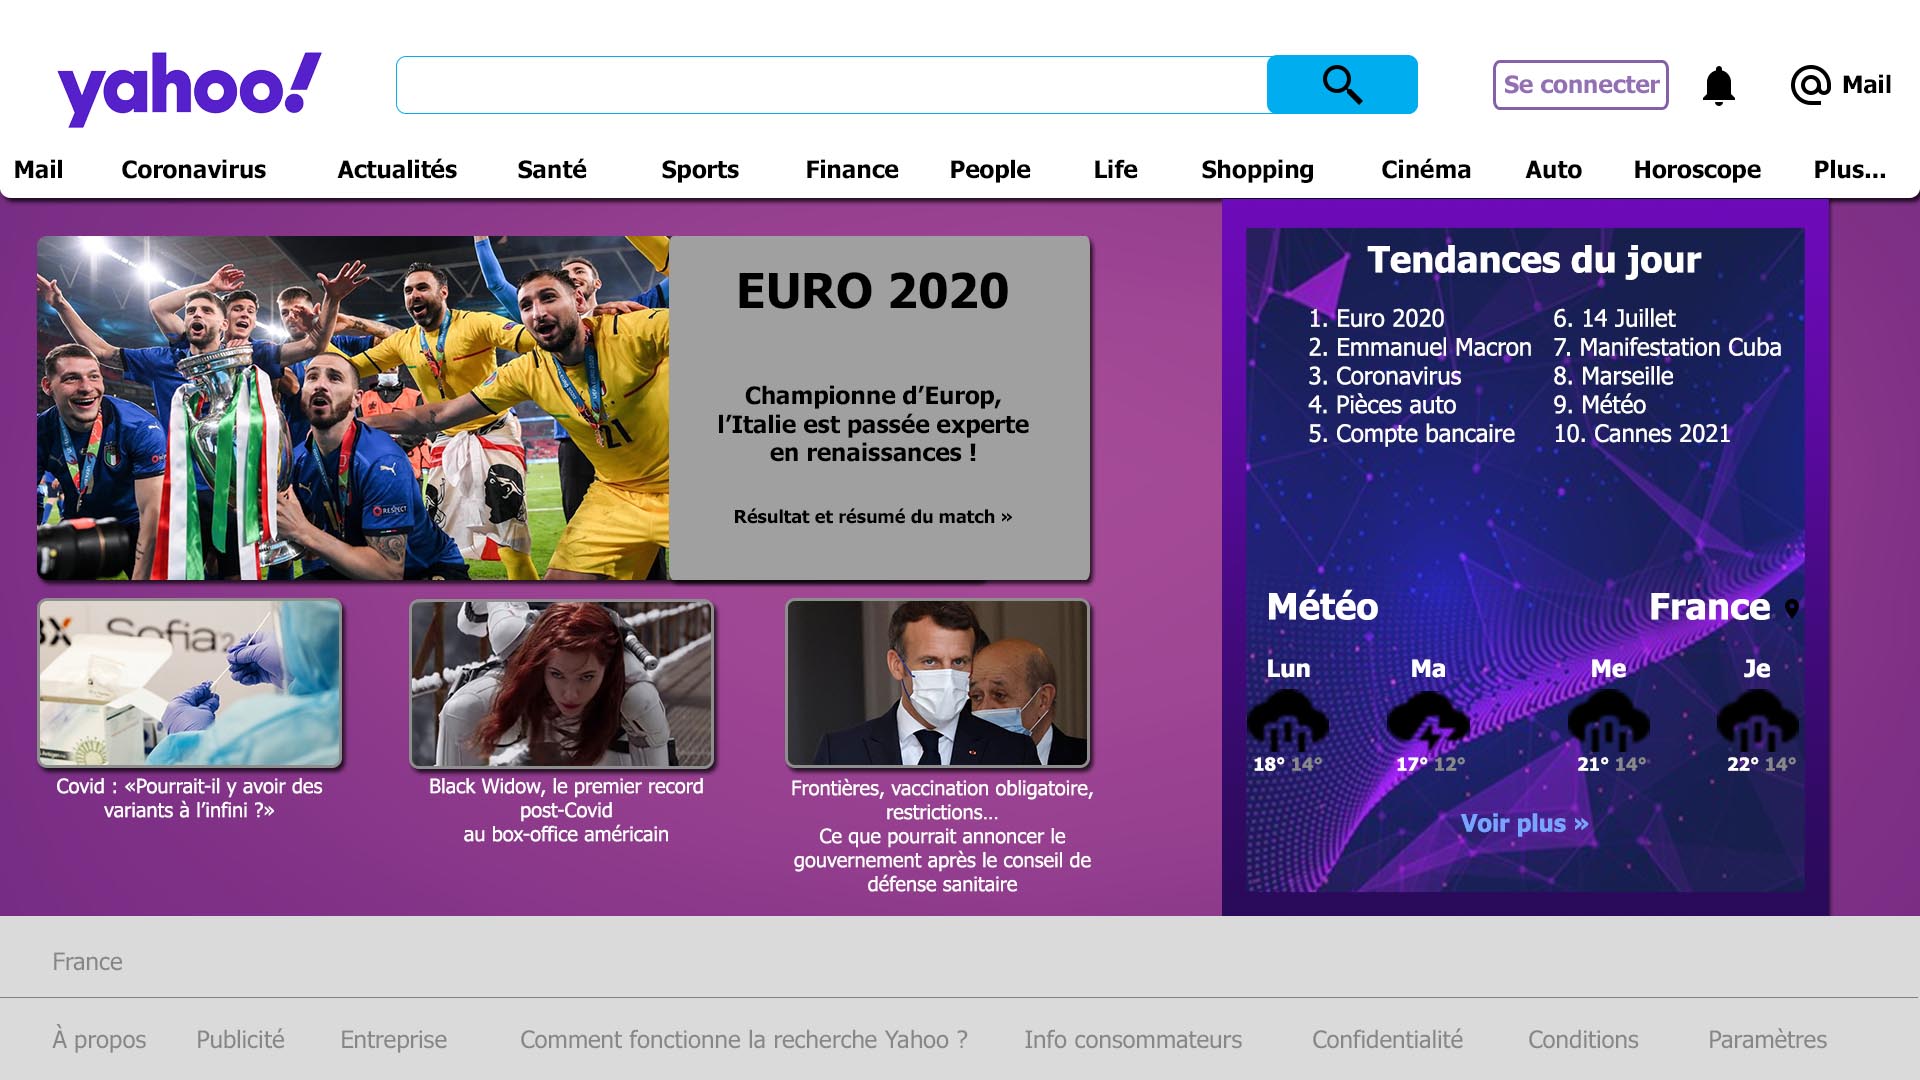 yahoo!
Se connecter
Mail
Mail Coronavirus Actualités Santé Sports Finance People Life Shopping Cinéma Auto Horoscope Plus...
EURO 2020
Championne d’Europ,
l’Italie est passée experte
en renaissances !
Résultat et résumé du match »
RESPECT
21
Sofia 2
Covid : «Pourrait-il y avoir des
variants à l’infini ?»
Black Widow, le premier record
post-Covid
au box-office américain
Frontières, vaccination obligatoire,
restrictions...
Ce que pourrait annoncer le
gouvernement après le conseil de
défense sanitaire
Tendances du jour
1. Euro 2020
2. Emmanuel Macron
3. Coronavirus
4. Pièces auto
5. Compte bancaire
6. 14 Juillet
7. Manifestation Cuba
8. Marseille
9. Météo
10. Cannes 2021
Météo France
Lun Ma Me Je
18° 14° 17° 12° 21° 14° 22° 14°
Voir plus »
France
À propos Publicité Entreprise Comment fonctionne la recherche Yahoo ? Info consommateurs Confidentialité Conditions Paramètres